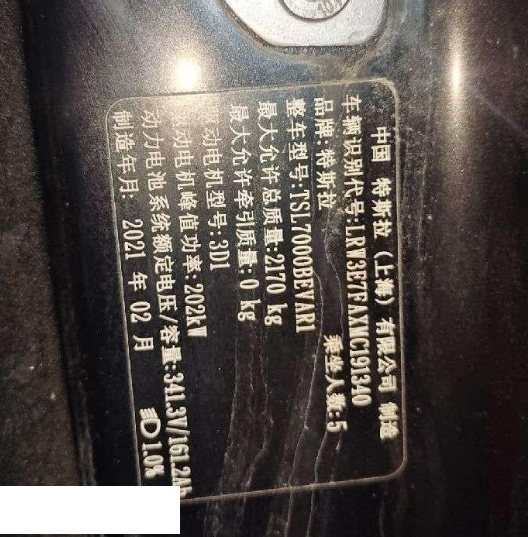 中国 特斯拉（上海）有限公司 制造
车辆识别代号:LRW3E7FAXMC191340
品牌:特斯拉 乘坐人数:5
整车型号:TSL7000BEVAR1
最大允许总质量:2170 kg
最大允许牵引质量:0 kg
驱动电机型号:3D1
驱动电机峰值功率:202kW
动力电池系统额定电压/容量:341.3V/161.2Ah
制造年月: 2021 年 02 月 1.0%